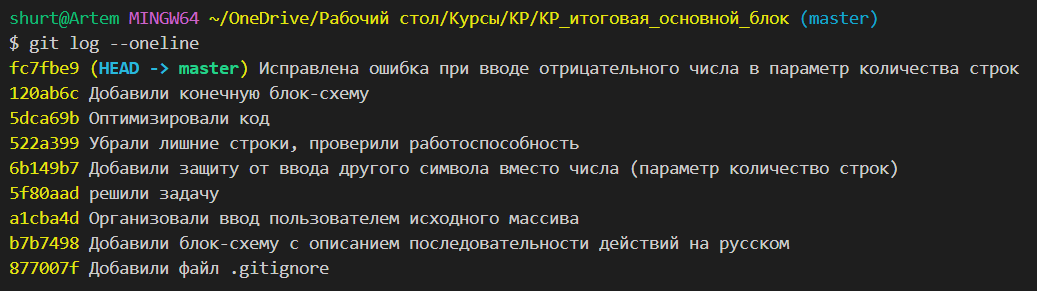 shurt@Artem MINGW64 ~/OneDrive/Рабочий стол/Курсы/КР/КР_итоговая_основной_блок (master)
$ git log --oneline
fc7fbe9 (HEAD -> master) Исправлена ошибка при вводе отрицательного числа в параметр количества строк
120ab6c Добавили конечную блок-схему
5dca69b Оптимизировали код
522a399 Убрали лишние строки, проверили работоспособность
6b149b7 Добавили защиту от ввода другого символа вместо числа (параметр количество строк)
5f80aad решили задачу
a1cba4d Организовали ввод пользователем исходного массива
b7b7498 Добавили блок-схему с описанием последовательности действий на русском
877007f Добавили файл .gitignore